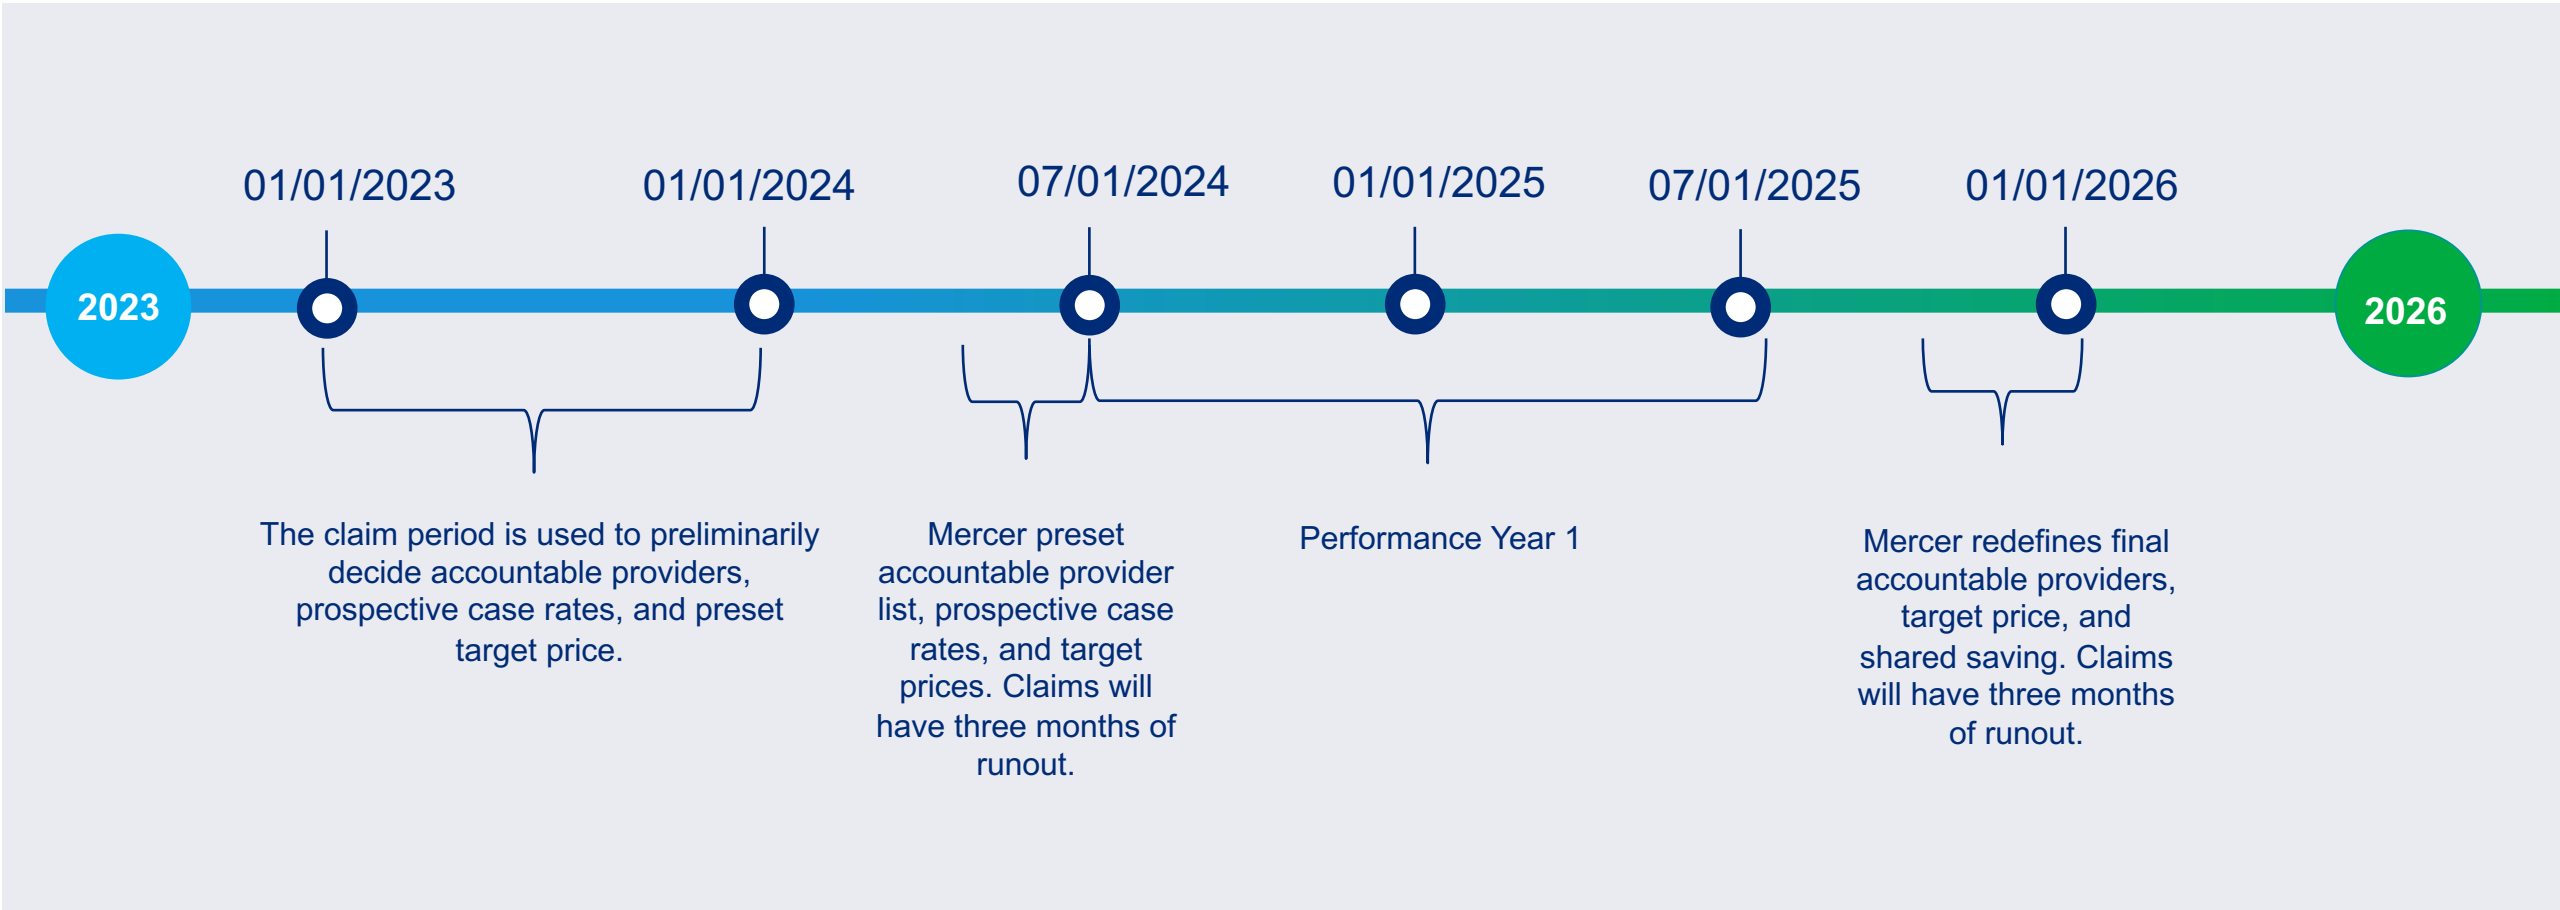 01/01/2023
01/01/2024
07/01/2024
01/01/2025
07/01/2025
01/01/2026
2023
2026
The claim period is used to preliminarily
decide accountable providers,
prospective case rates, and preset
target price.
Mercer preset
accountable provider
list, prospective case
rates, and target
prices. Claims will
have three months of
runout.
Performance Year 1
Mercer redefines final
accountable providers,
target price, and
shared saving. Claims
will have three months
of runout.